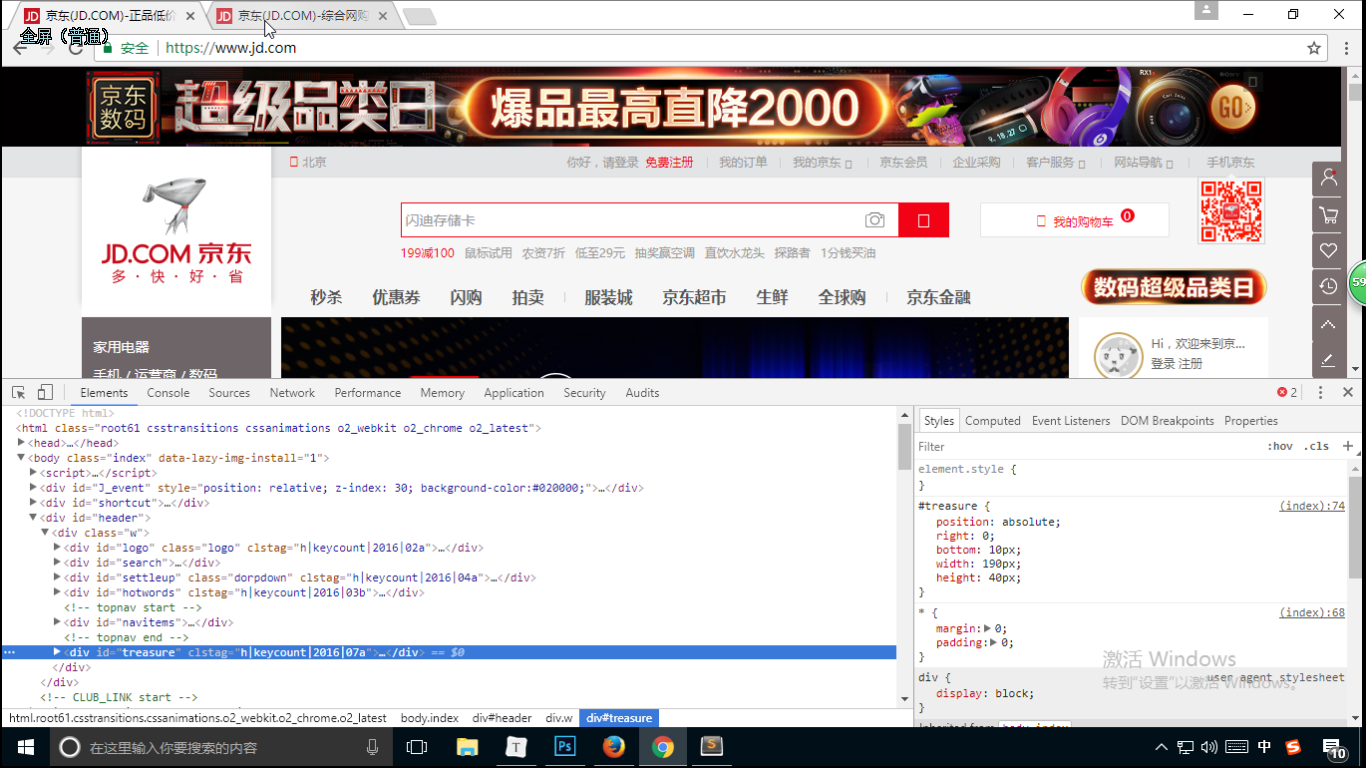 京东(JD.COM)-正品低价
京东(JD.COM)-综合网购
全屏（普通）
安全
https://www.jd.com
京东
数码
超级品类日
爆品最高直降2000
GO>
北京
你好，请登录 免费注册
我的订单
我的京东
京东会员
企业采购
客户服务
网站导航
手机京东
JD.COM 京东
多·快·好·省
闪迪存储卡
我的购物车 0
199减100 鼠标试用 农资7折 低至29元 抽奖赢空调 直饮水龙头 探路者 1分钱买油
秒杀 优惠券 闪购 拍卖 服装城 京东超市 生鲜 全球购 京东金融
数码超级品类日
59
家用电器
手机 / 运营商 / 数码
Hi，欢迎来到京...
登录 注册
Elements Console Sources Network Performance Memory Application Security Audits
2
<!DOCTYPE html>
<html class="root61 csstransitions cssanimations o2_webkit o2_chrome o2_latest">
<head>…</head>
<body class="index" data-lazy-img-install="1">
<script>…</script>
<div id="J_event" style="position: relative; z-index: 30; background-color:#020000;">…</div>
<div id="shortcut">…</div>
<div id="header">
<div class="w">
<div id="logo" class="logo" clstag="h|keycount|2016|02a">…</div>
<div id="search">…</div>
<div id="settleup" class="dorpdown" clstag="h|keycount|2016|04a">…</div>
<div id="hotwords" clstag="h|keycount|2016|03b">…</div>
<!-- topnav start -->
<div id="navitems">…</div>
<!-- topnav end -->
<div id="treasure" clstag="h|keycount|2016|07a">…</div> == $0
</div>
</div>
<!-- CLUB_LINK start -->
html.root61.csstransitions.cssanimations.o2_webkit.o2_chrome.o2_latest body.index div#header div.w div#treasure
Styles Computed Event Listeners DOM Breakpoints Properties
Filter
:hov .cls +
element.style {
}
#treasure {
(index):74
position: absolute;
right: 0;
bottom: 10px;
width: 190px;
height: 40px;
}
* {
(index):68
margin: 0;
padding: 0;
}
div {
user agent stylesheet
display: block;
}
Inherited from body.index
激活 Windows
转到"设置"以激活 Windows。
在这里输入你要搜索的内容
T
Ps
S
中
10